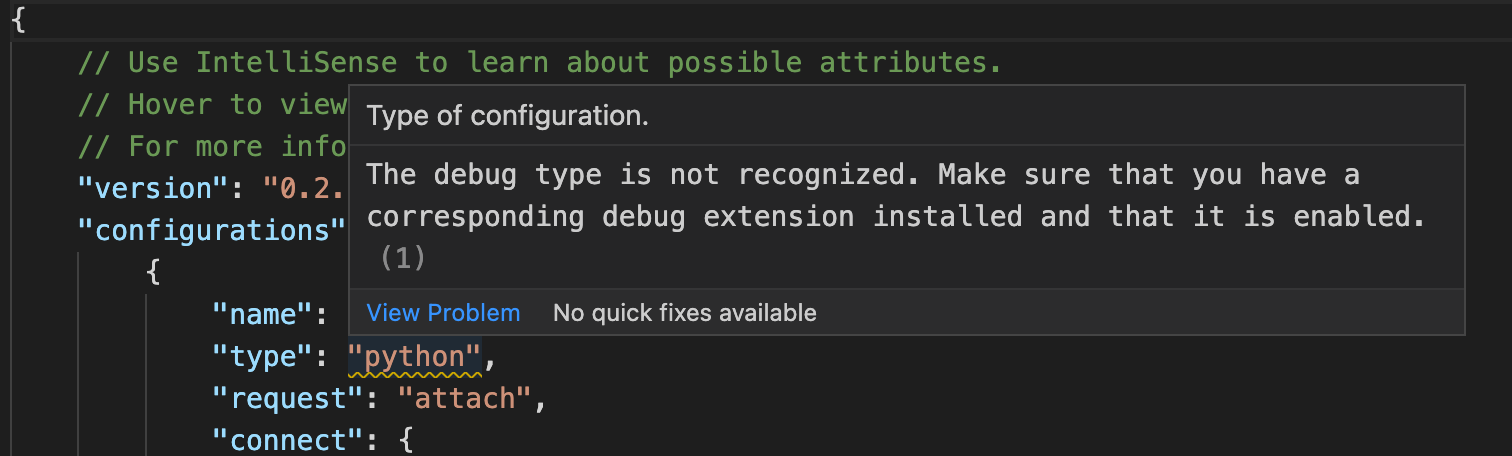 {
// Use IntelliSense to learn about possible attributes.
// Hover to view
// For more info
"version": "0.2.
"configurations"
{
"name":
"type": "python",
"request": "attach",
"connect": {
Type of configuration.
The debug type is not recognized. Make sure that you have a
corresponding debug extension installed and that it is enabled.
(1)
View Problem No quick fixes available